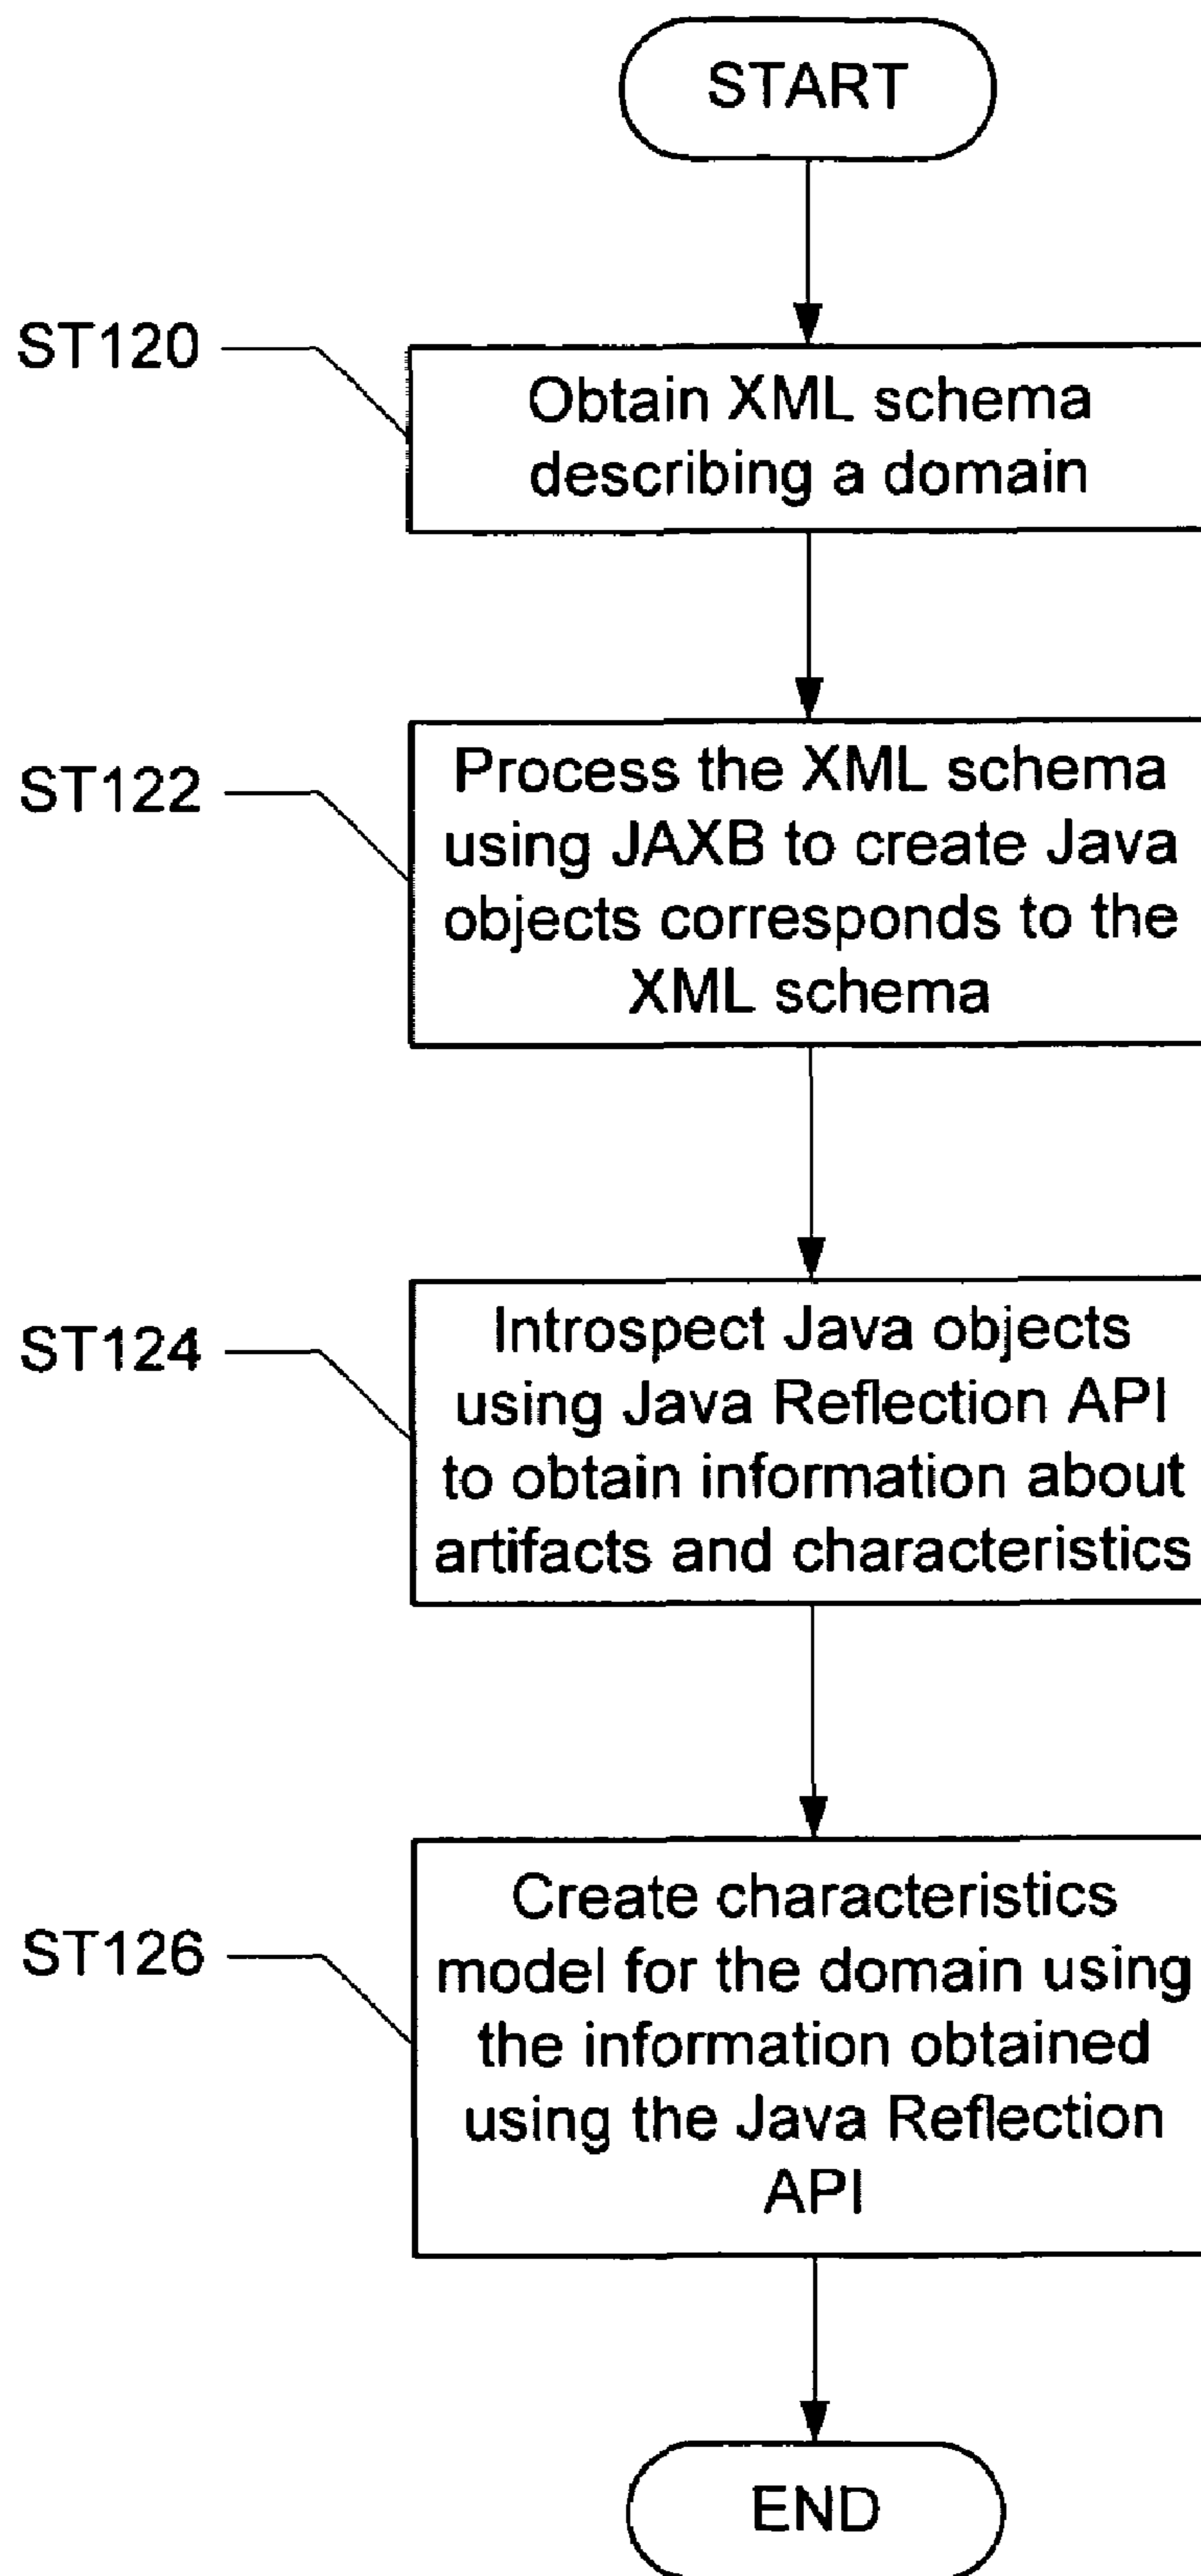 START
ST120
Obtain XML schema
describing a domain
ST122
Process the XML schema
using JAXB to create Java
objects corresponds to the
XML schema
ST124
Introspect Java objects
using Java Reflection API
to obtain information about
artifacts and characteristics
ST126
Create characteristics
model for the domain using
the information obtained
using the Java Reflection
API
END